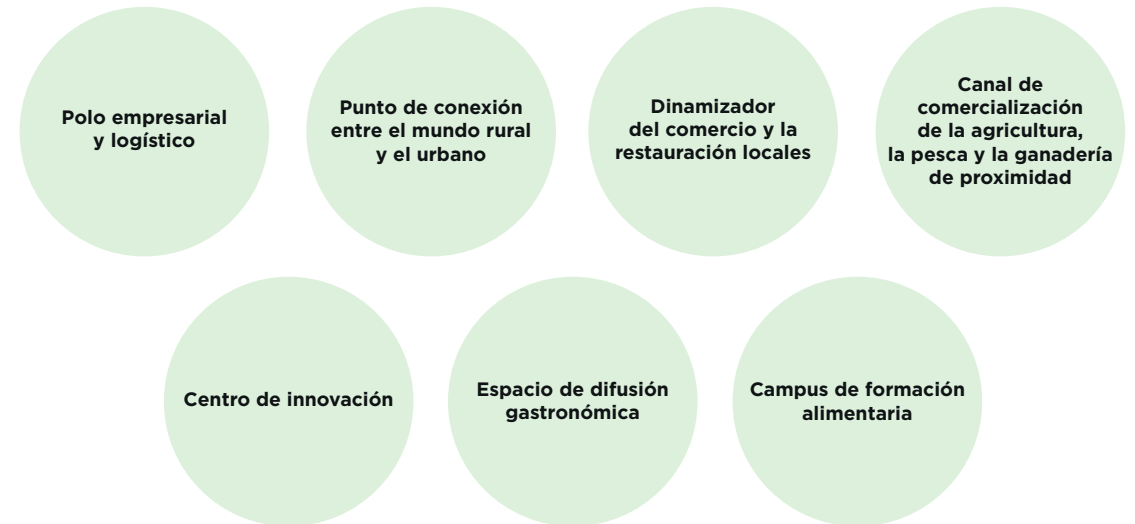 Polo empresarial
y logístico
Punto de conexión
entre el mundo rural
y el urbano
Dinamizador
del comercio y la
restauración locales
Canal de
comercialización
de la agricultura,
la pesca y la ganadería
de proximidad
Centro de innovación
Espacio de difusión
gastronómica
Campus de formación
alimentaria